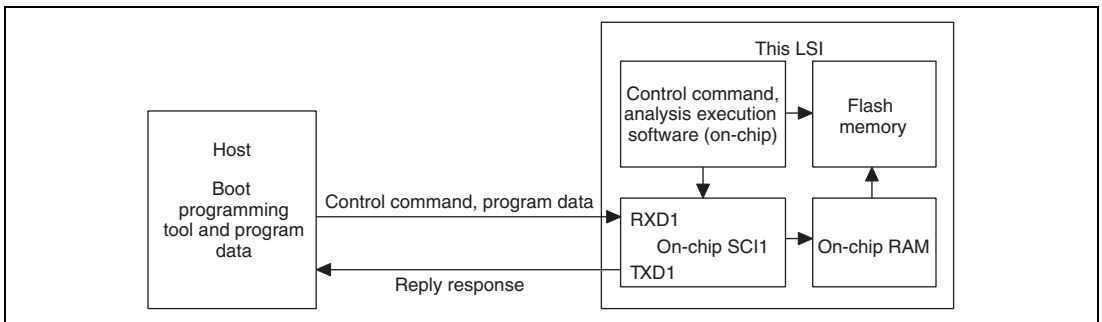 Host
Boot
programming
tool and program
data
Control command, program data
Reply response
This LSI
Control command,
analysis execution
software (on-chip)
Flash
memory
RXD1
On-chip SCI1
TXD1
On-chip RAM